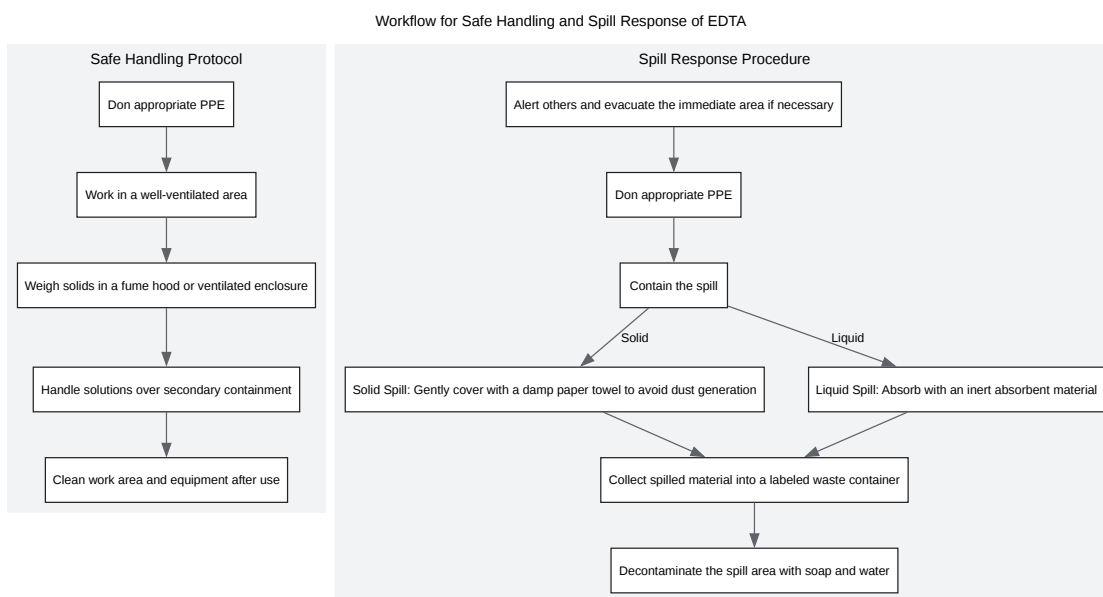 Workflow for Safe Handling and Spill Response of EDTA
Safe Handling Protocol
Don appropriate PPE
Work in a well-ventilated area
Weigh solids in a fume hood or ventilated enclosure
Handle solutions over secondary containment
Clean work area and equipment after use
Spill Response Procedure
Alert others and evacuate the immediate area if necessary
Don appropriate PPE
Contain the spill
Solid
Liquid
Solid Spill: Gently cover with a damp paper towel to avoid dust generation
Liquid Spill: Absorb with an inert absorbent material
Collect spilled material into a labeled waste container
Decontaminate the spill area with soap and water